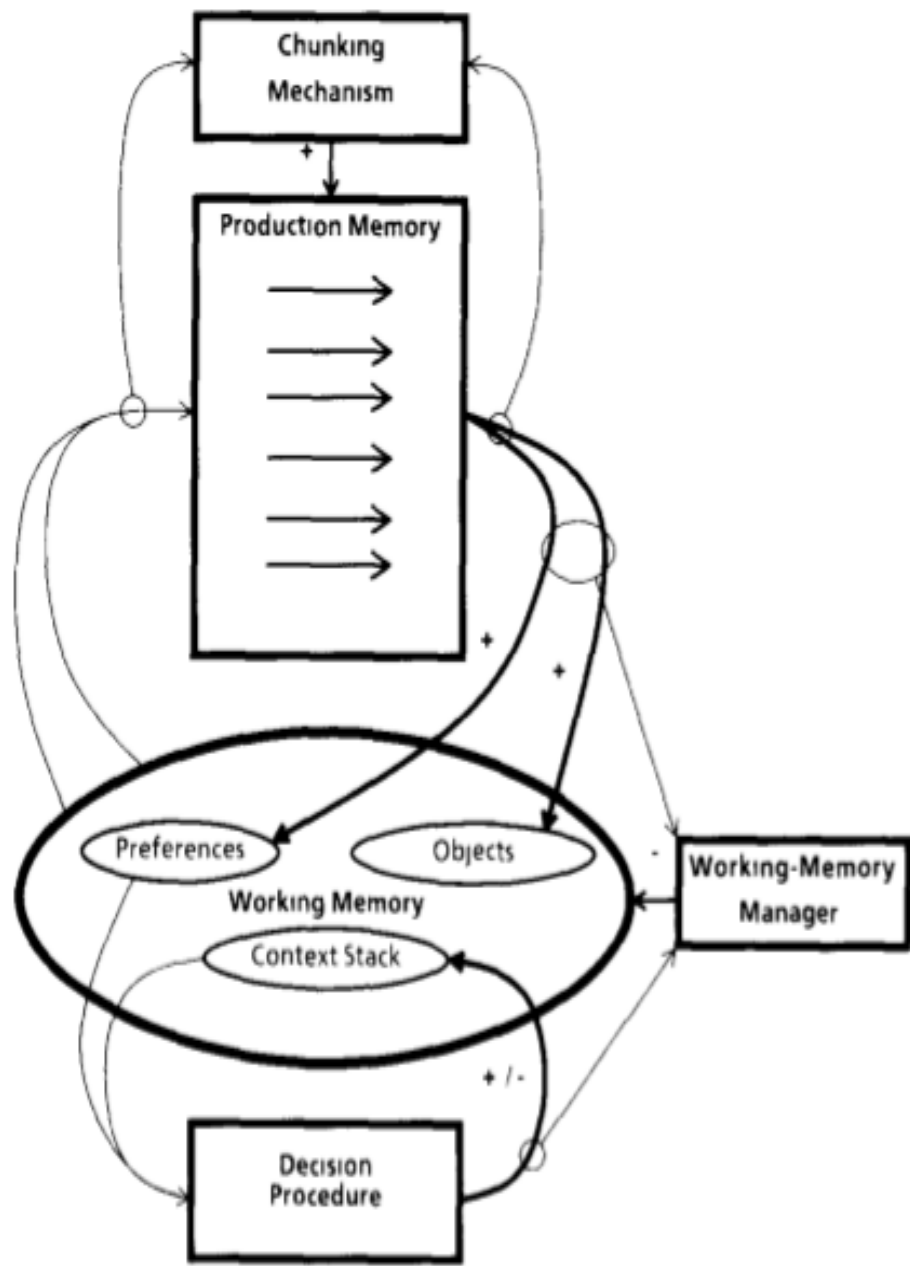 Chunking
Mechanism
+
Production Memory
+
+
Preferences
Objects
-
Working-Memory
Manager
Working Memory
Context Stack
+ / -
Decision
Procedure